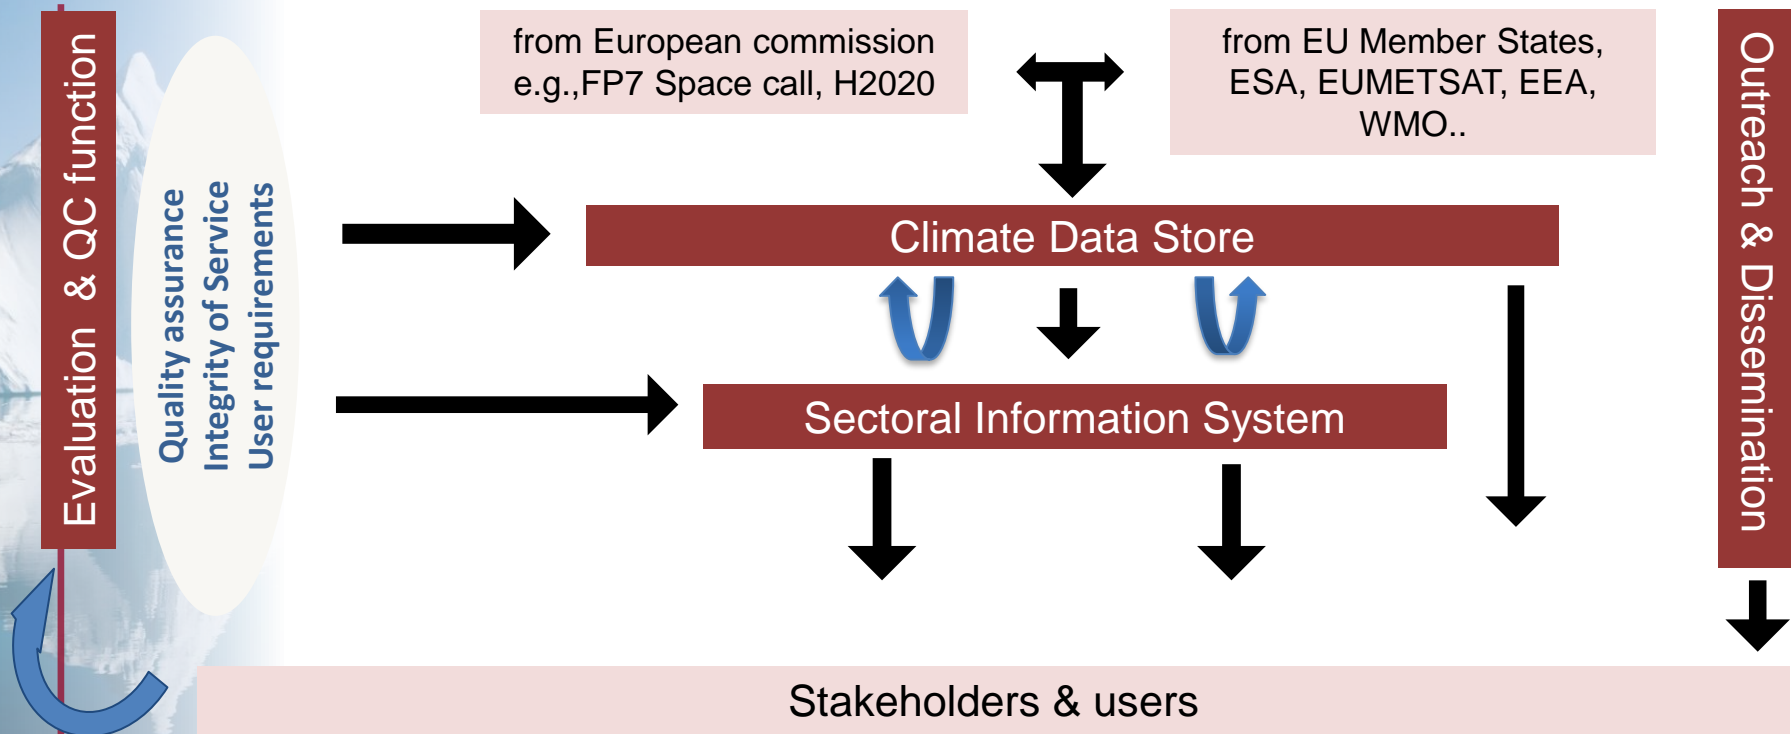 Evaluation & QC function
Quality assurance
Integrity of Service
User requirements
from European commission
e.g.,FP7 Space call, H2020
from EU Member States,
ESA, EUMETSAT, EEA,
WMO..
Climate Data Store
Sectoral Information System
Outreach & Dissemination
Stakeholders & users